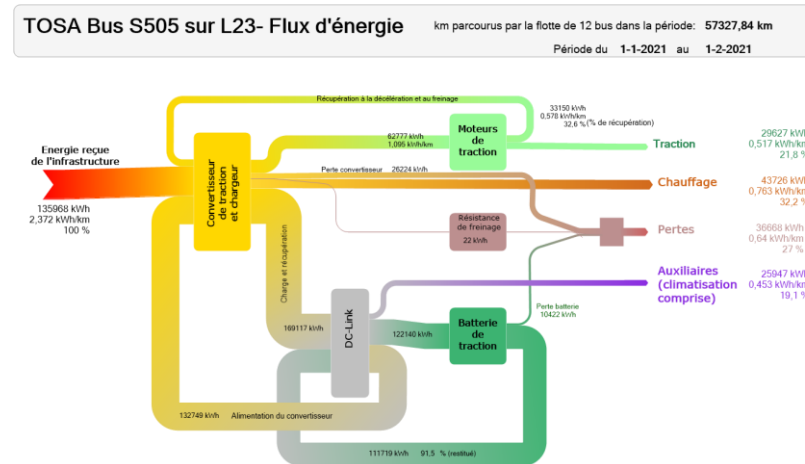 TOSA Bus S505 sur L23- Flux d'énergie
km parcourus par la flotte de 12 bus dans la période: 57327,84 km
Période du 1-1-2021 au 1-2-2021
Récupération à la décélération et au freinage
33150 kWh
0,578 kWh/km
32,6 % (% de récupération)
62777 kWh
1,095 kWh/km
Moteurs
de
traction
Traction
29627 kWh
0,517 kWh/km
21,8 %
Energie reçue
de l'infrastructure
135968 kWh
2,372 kWh/km
100 %
Convertisseur
de traction
et chargeur
Perte convertisseur 26224 kWh
Chauffage
43726 kWh
0,763 kWh/km
32,2 %
Résistance
de freinage
22 kWh
Pertes
36668 kWh
0,64 kWh/km
27 %
Charge et récupération
Auxiliaires
(climatisation
comprise)
25947 kWh
0,453 kWh/km
19,1 %
169117 kWh
DC-Link
122140 kWh
Batterie
de
traction
Perte batterie
10422 kWh
132749 kWh Alimentation du convertisseur
111719 kWh 91,5 % (restitué)